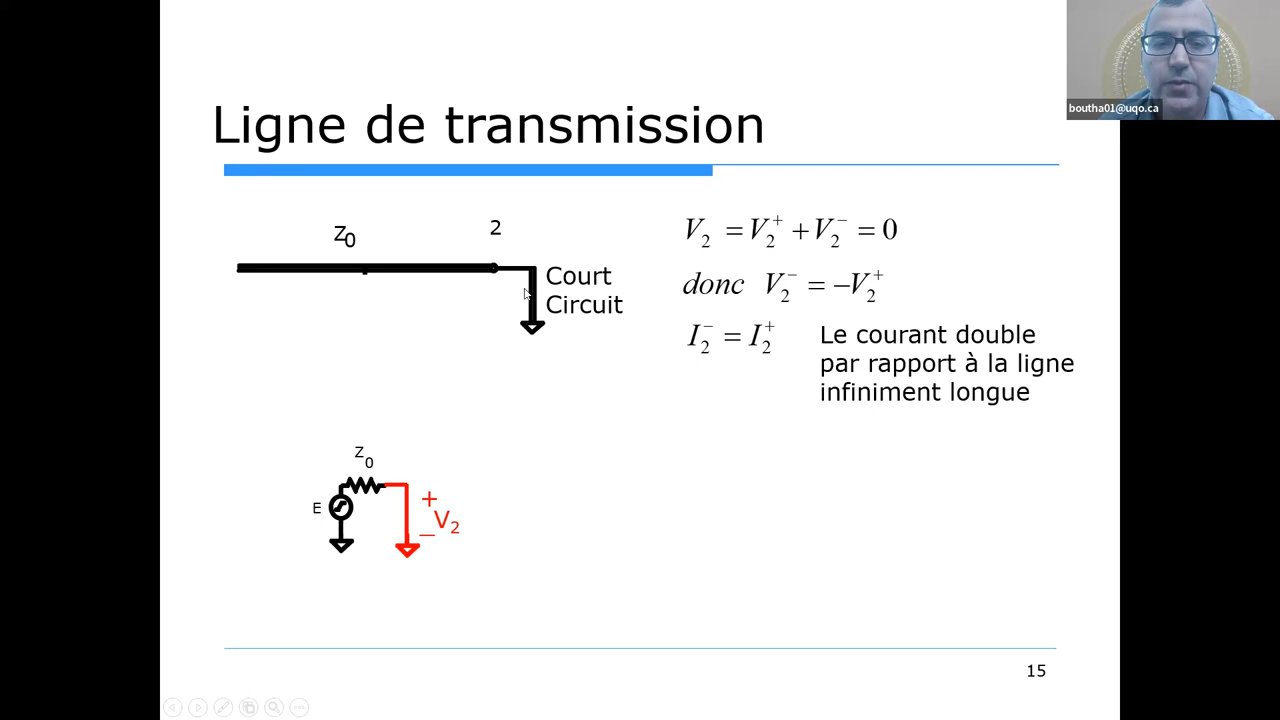 boutha01@uqo.ca
Ligne de transmission
Z0
2
Court
Circuit
V₂ = V₂⁺ + V₂⁻ = 0
donc V₂⁻ = –V₂⁺
I₂⁻ = I₂⁺
Le courant double
par rapport à la ligne
infiniment longue
Z0
E
+
V₂
–
15